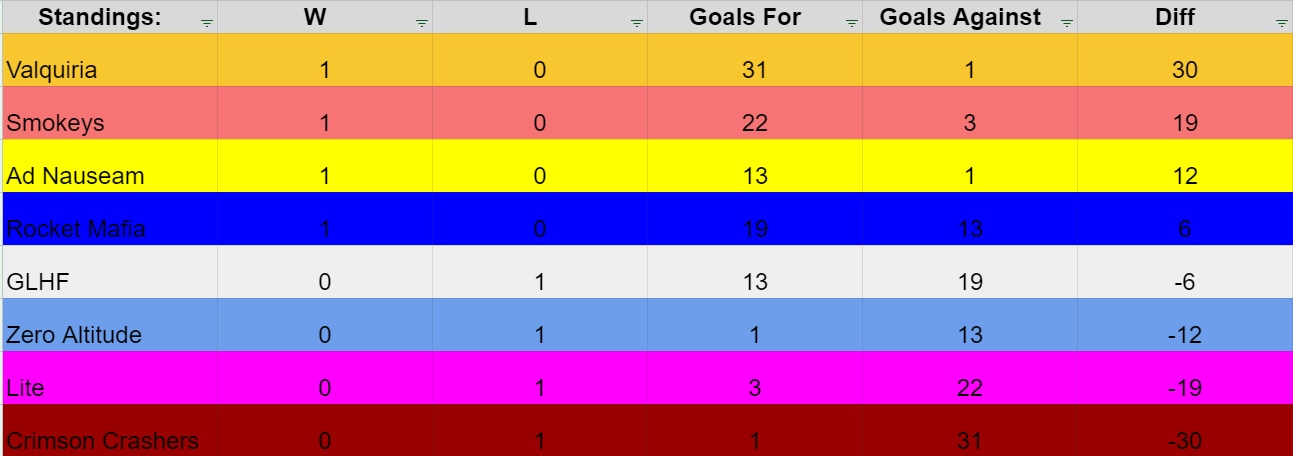 Standings: W L Goals For Goals Against Diff
Valquiria 1 0 31 1 30
Smokeys 1 0 22 3 19
Ad Nauseam 1 0 13 1 12
Rocket Mafia 1 0 19 13 6
GLHF 0 1 13 19 -6
Zero Altitude 0 1 1 13 -12
Lite 0 1 3 22 -19
Crimson Crashers 0 1 1 31 -30